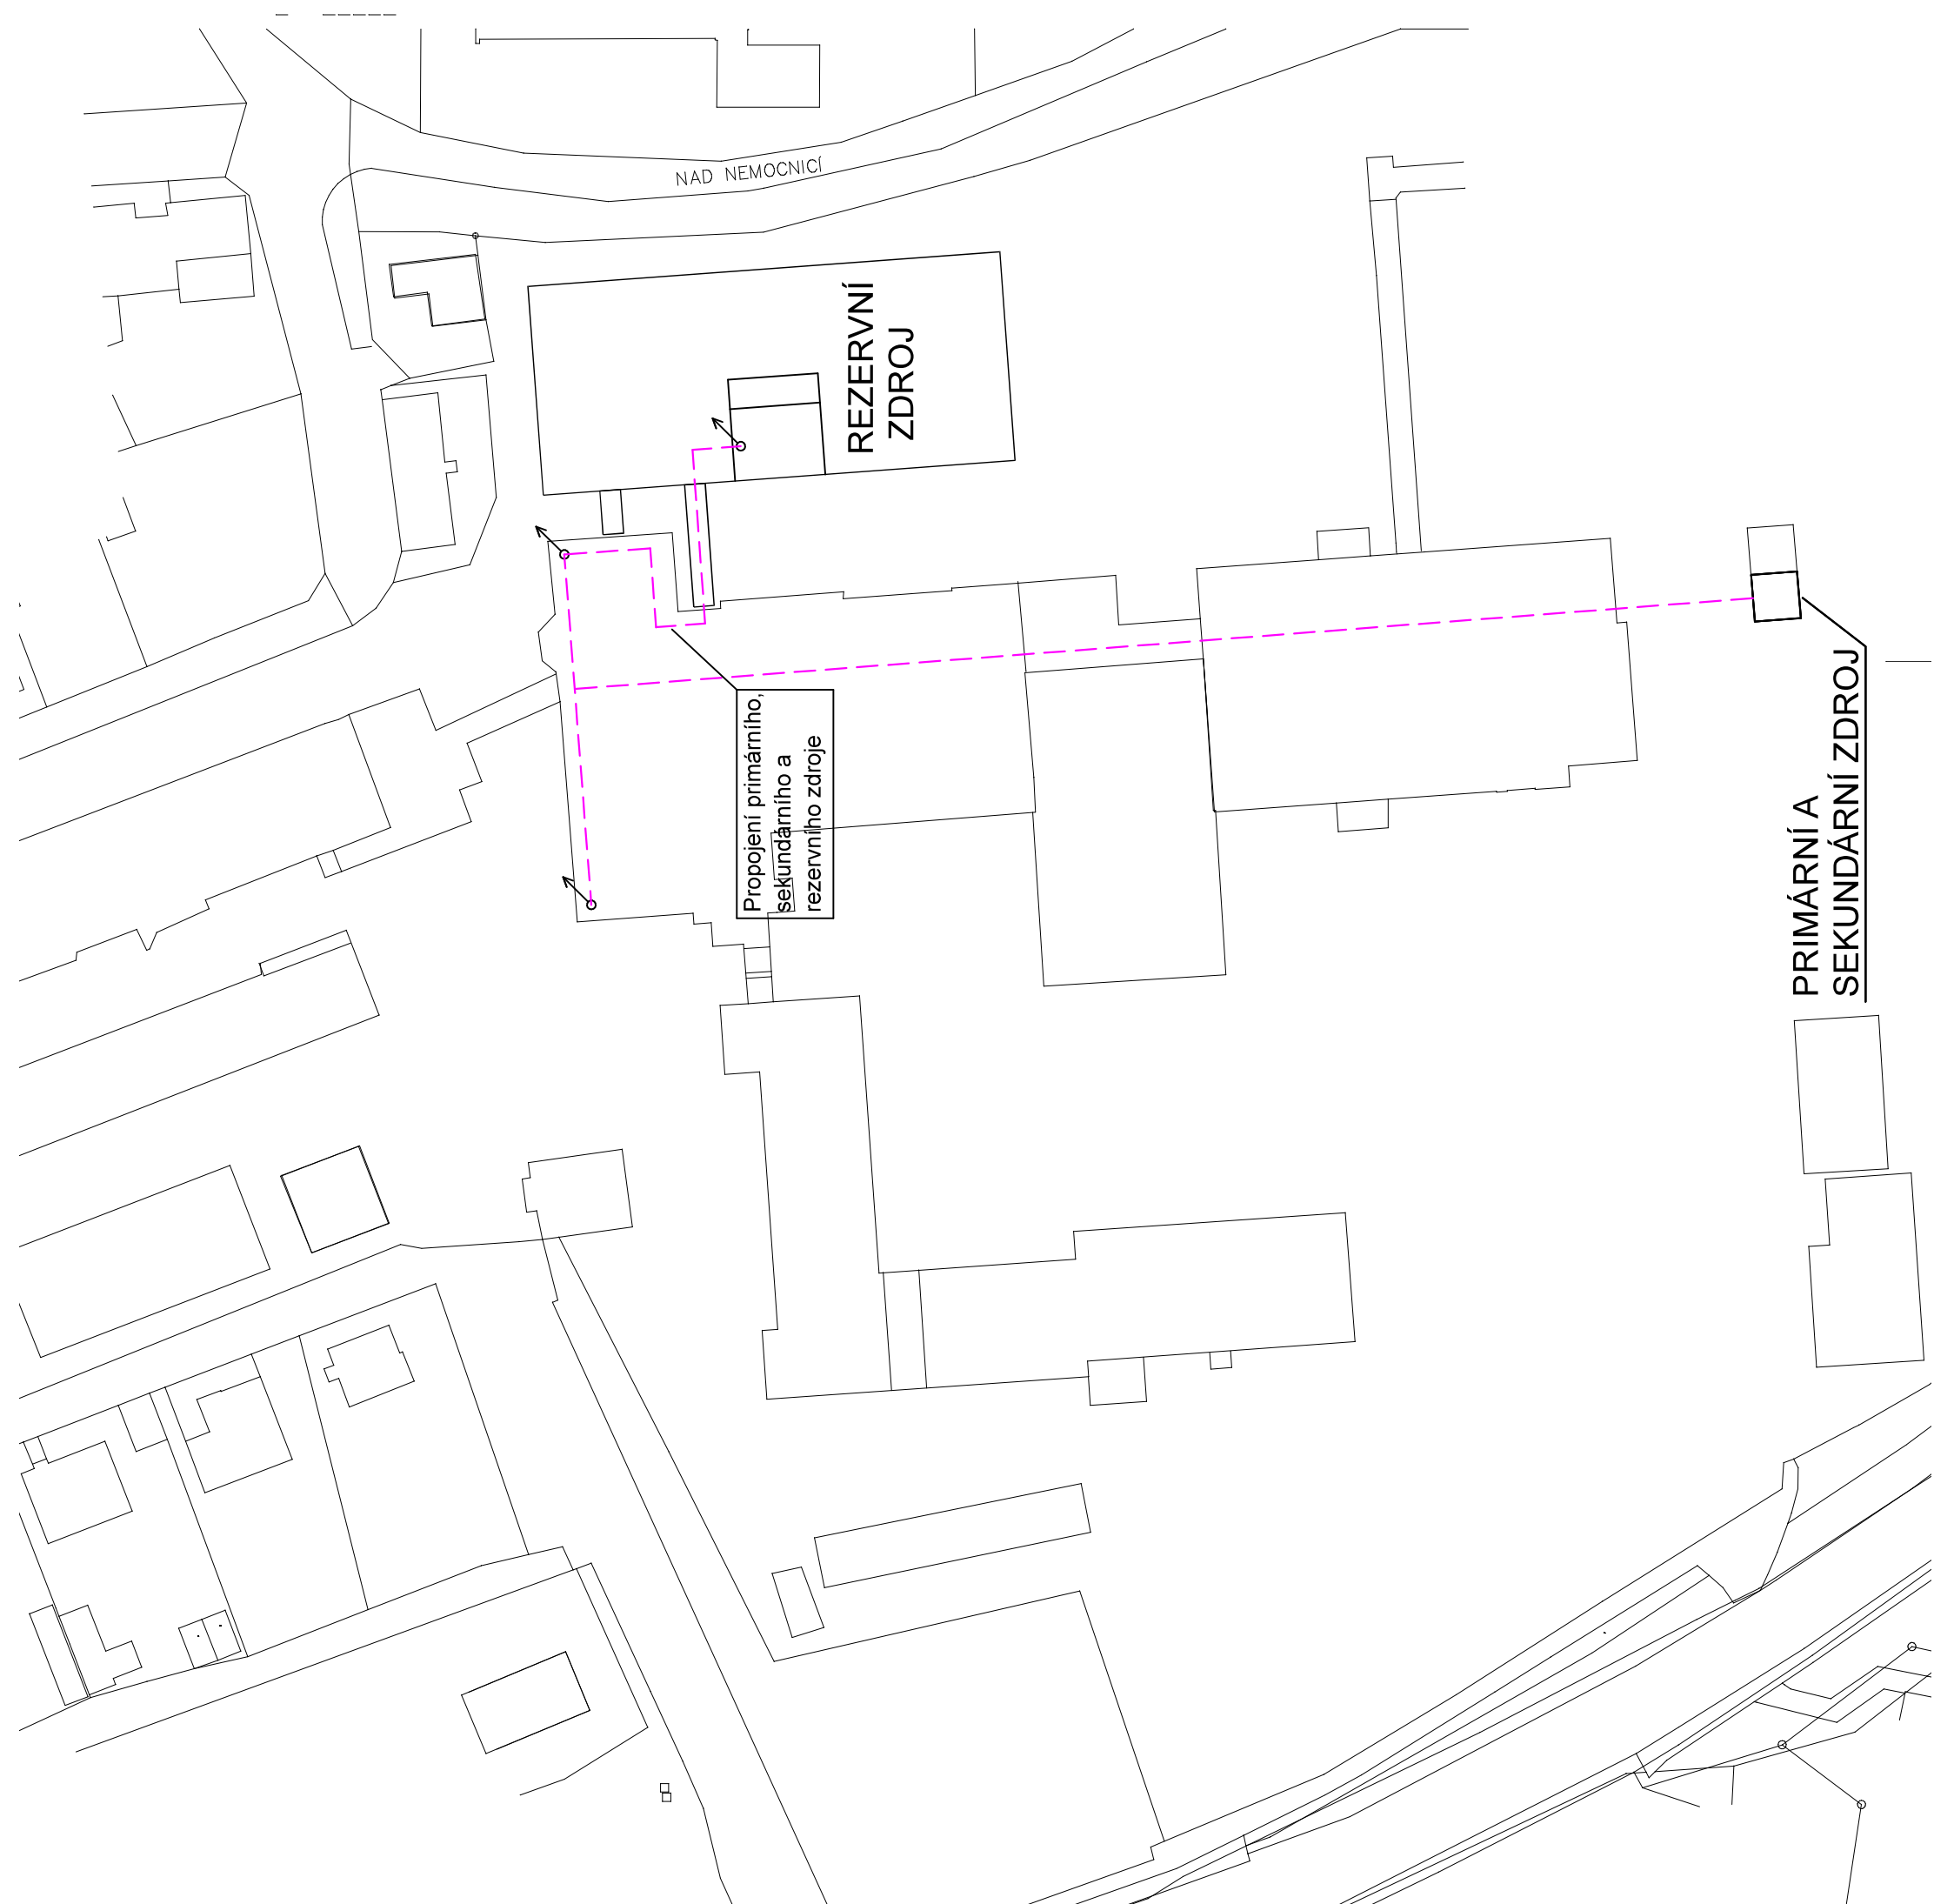 NAD NEMOCNICÍ
REZERVNÍ
ZDROJ
Propojení primárního,
sekundárního a
rezervního zdroje
PRIMÁRNÍ A
SEKUNDÁRNÍ ZDROJ